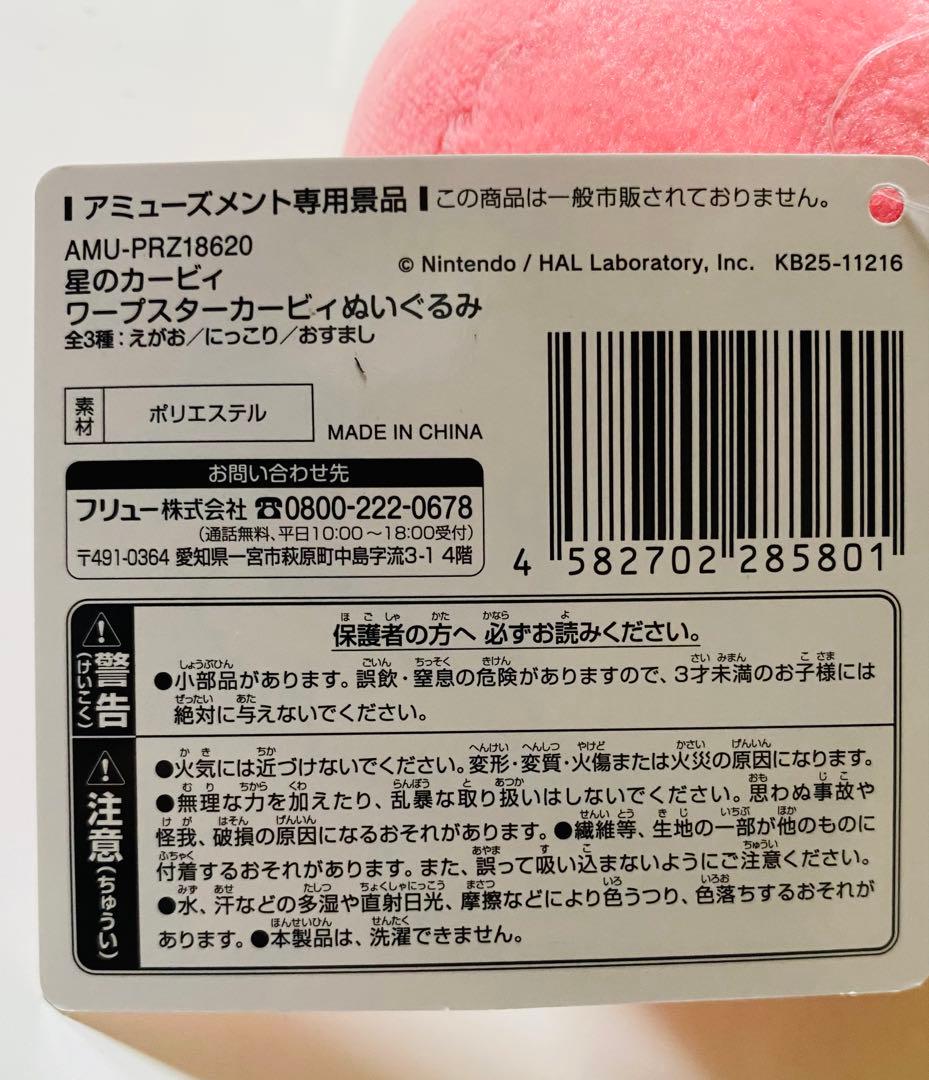 アミューズメント専用景品 この商品は一般市販されておりません。
AMU-PRZ18620
© Nintendo / HAL Laboratory, Inc. KB25-11216
星のカービィ
ワープスターカービィぬいぐるみ
全3種：えがお／にっこり／おすまし
素材 ポリエステル
MADE IN CHINA
お問い合わせ先
フリュー株式会社 ☎0800-222-0678
(通話無料、平日10:00〜18:00受付)
〒491-0364 愛知県一宮市萩原町中島字流3-1 4階
4 582702 285801
警告(けいこく)
保護者の方へ 必ずお読みください。
●小部品があります。誤飲・窒息の危険がありますので、3才未満のお子様には
絶対に与えないでください。
注意(ちゅうい)
●火気には近づけないでください。変形・変質・火傷または火災の原因になります。
●無理な力を加えたり、乱暴な取り扱いはしないでください。思わぬ事故や
怪我、破損の原因になるおそれがあります。●繊維等、生地の一部が他のものに
付着するおそれがあります。また、誤って吸い込まないようにご注意ください。
●水、汗などの多湿や直射日光、摩擦などにより色うつり、色落ちするおそれが
あります。●本製品は、洗濯できません。